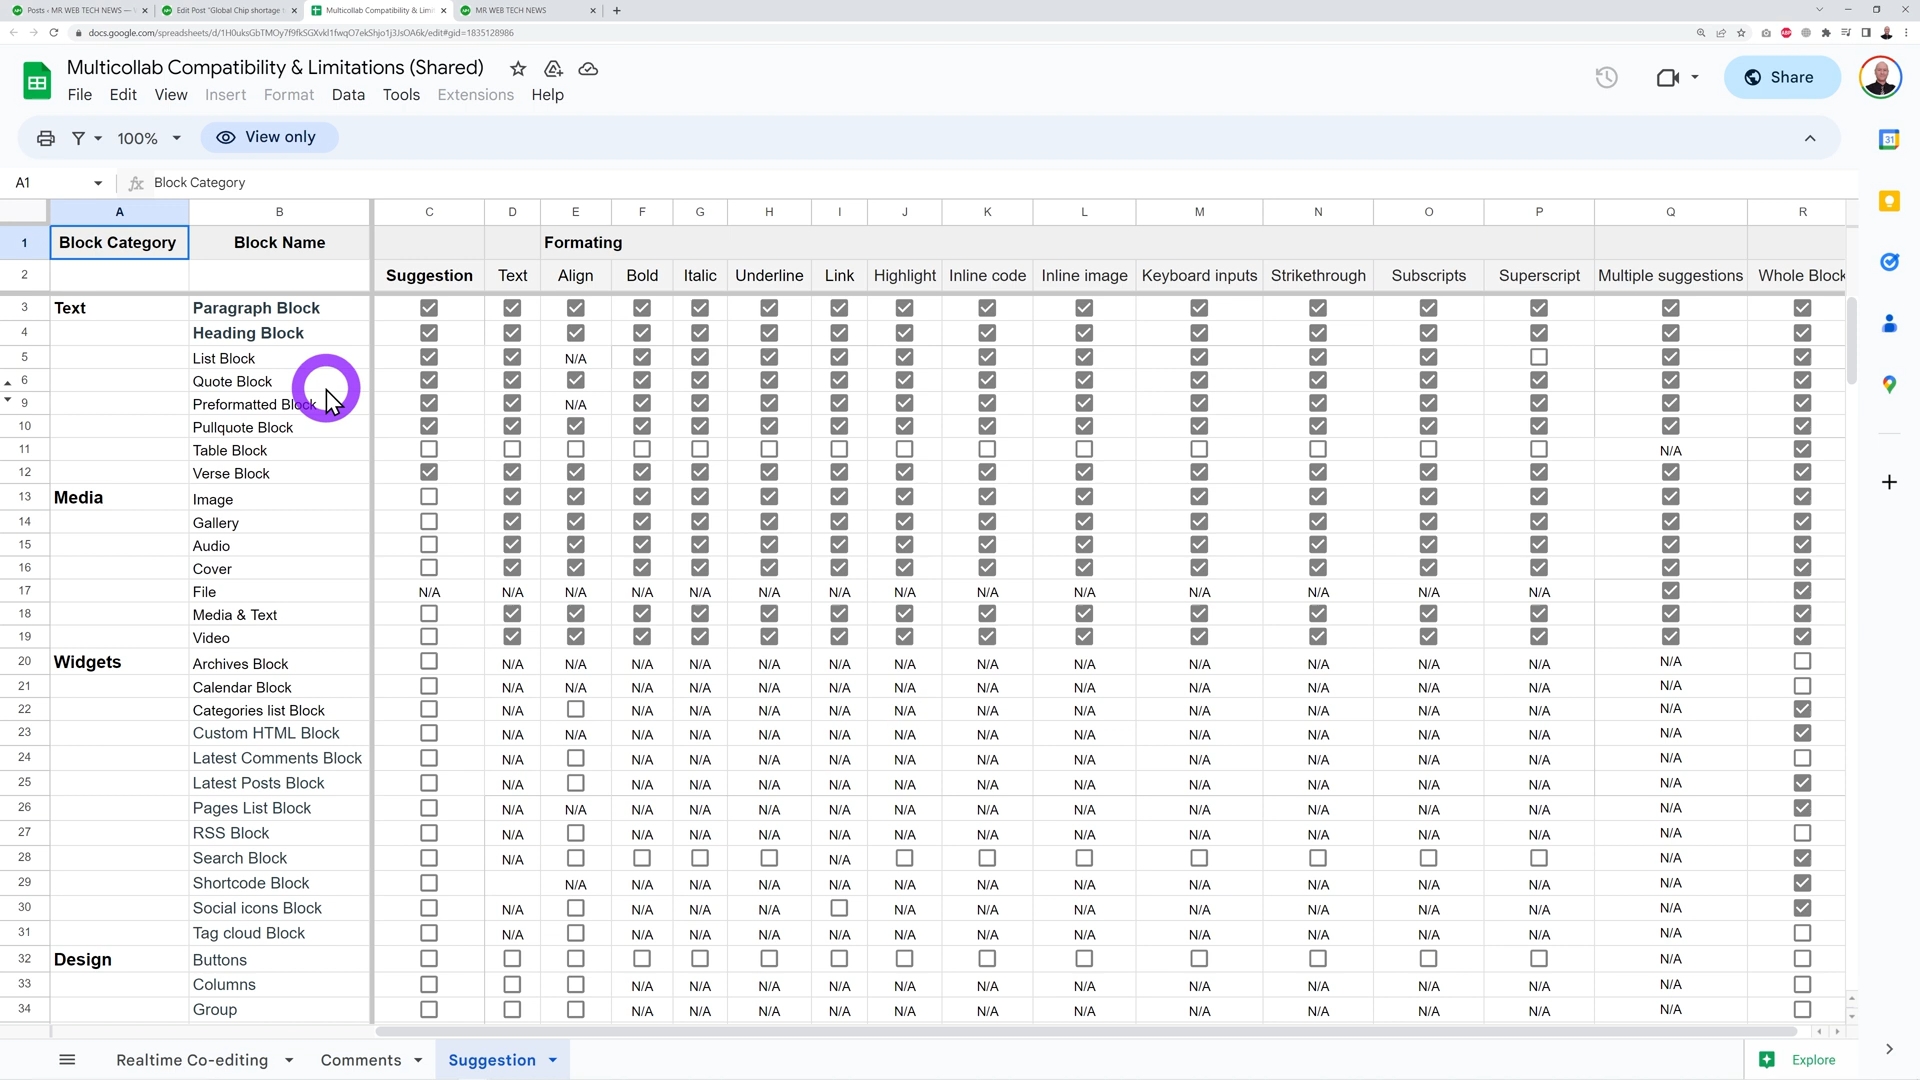 Posts ‹ MR WEB TECH NEWS —
Edit Post "Global Chip shortage
Multicollab Compatibility & Limi
MR WEB TECH NEWS
docs.google.com/spreadsheets/d/
Multicollab Compatibility & Limitations (Shared)
File Edit View Insert Format Data Tools Extensions Help
Share
100% View only
31
A1 Block Category
A B C D E F G H I J K L M N O P Q R
1 Block Category Block Name Formating
2 Suggestion Text Align Bold Italic Underline Link Highlight Inline code Inline image Keyboard inputs Strikethrough Subscripts Superscript Multiple suggestions Whole Block
3 Text Paragraph Block
4 Heading Block
5 List Block N/A
6 Quote Block
9 Preformatted Block N/A
10 Pullquote Block
11 Table Block N/A
12 Verse Block
13 Media Image
14 Gallery
15 Audio
16 Cover
17 File N/A N/A N/A N/A N/A N/A N/A N/A N/A N/A N/A N/A N/A N/A
18 Media & Text
19 Video
20 Widgets Archives Block N/A N/A N/A N/A N/A N/A N/A N/A N/A N/A N/A N/A N/A N/A
21 Calendar Block N/A N/A N/A N/A N/A N/A N/A N/A N/A N/A N/A N/A N/A N/A
22 Categories list Block N/A N/A N/A N/A N/A N/A N/A N/A N/A N/A N/A N/A N/A
23 Custom HTML Block N/A N/A N/A N/A N/A N/A N/A N/A N/A N/A N/A N/A N/A N/A
24 Latest Comments Block N/A N/A N/A N/A N/A N/A N/A N/A N/A N/A N/A N/A N/A
25 Latest Posts Block N/A N/A N/A N/A N/A N/A N/A N/A N/A N/A N/A N/A N/A
26 Pages List Block N/A N/A N/A N/A N/A N/A N/A N/A N/A N/A N/A N/A N/A N/A
27 RSS Block N/A N/A N/A N/A N/A N/A N/A N/A N/A N/A N/A N/A N/A
28 Search Block N/A N/A N/A
29 Shortcode Block N/A N/A N/A N/A N/A N/A N/A N/A N/A N/A N/A N/A N/A
30 Social icons Block N/A N/A N/A N/A N/A N/A N/A N/A N/A N/A N/A N/A
31 Tag cloud Block N/A N/A N/A N/A N/A N/A N/A N/A N/A N/A N/A N/A N/A
32 Design Buttons N/A
33 Columns N/A N/A N/A N/A N/A N/A N/A N/A N/A N/A N/A N/A
34 Group N/A N/A N/A N/A N/A N/A N/A N/A N/A N/A N/A N/A
Realtime Co-editing Comments Suggestion Explore